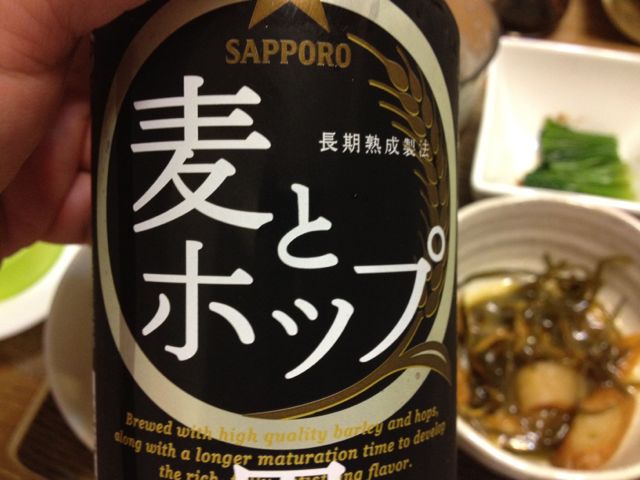 SAPPORO
長期熟成製法
麦と
ホップ
Brewed with high quality barley and hops,
along with a longer maturation time to develop
the rich, flavor.